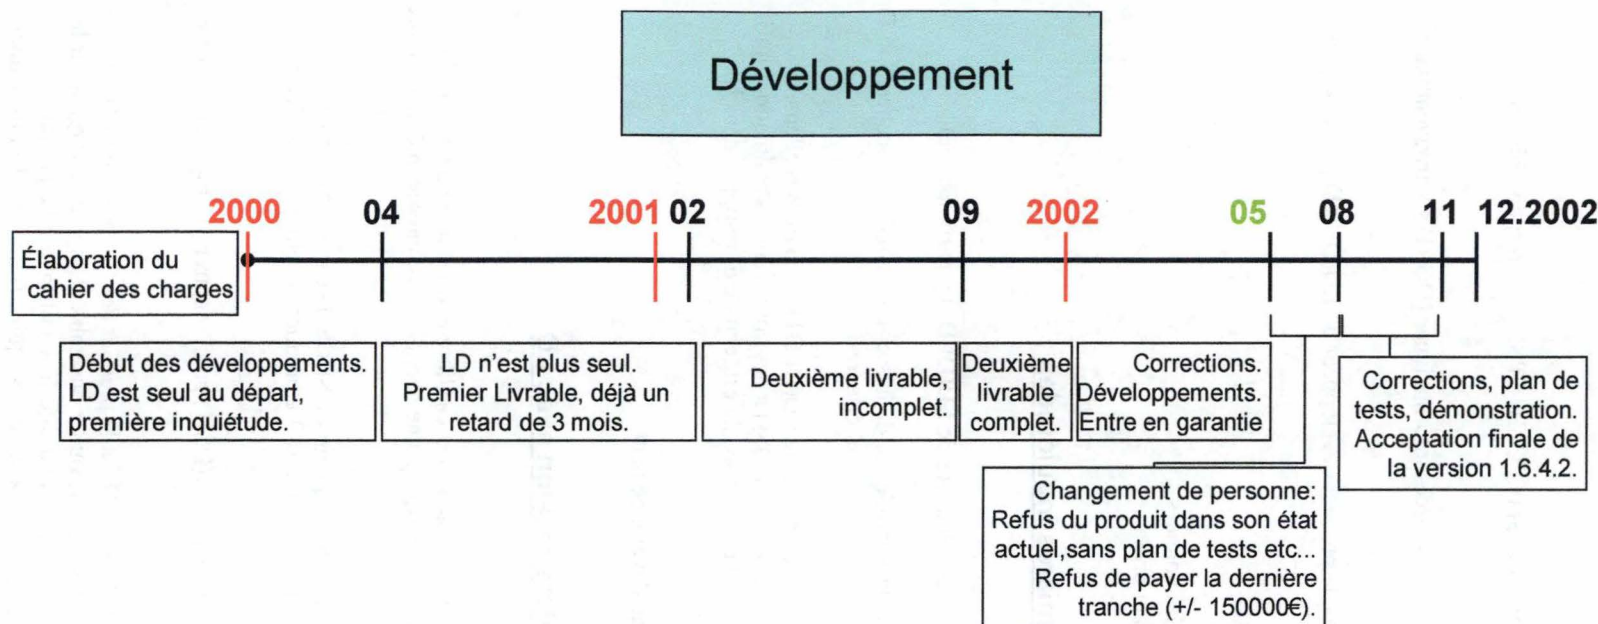 Développement
2000 04 2001 02 09 2002 05 08 11 12.2002
Élaboration du
cahier des charges
Début des développements.
LD est seul au départ,
première inquiétude.
LD n'est plus seul.
Premier Livrable, déjà un
retard de 3 mois.
Deuxième livrable,
incomplet.
Deuxième
livrable
complet.
Corrections.
Développements.
Entre en garantie
Corrections, plan de
tests, démonstration.
Acceptation finale de
la version 1.6.4.2.
Changement de personne:
Refus du produit dans son état
actuel,sans plan de tests etc...
Refus de payer la dernière
tranche (+/- 150000€).